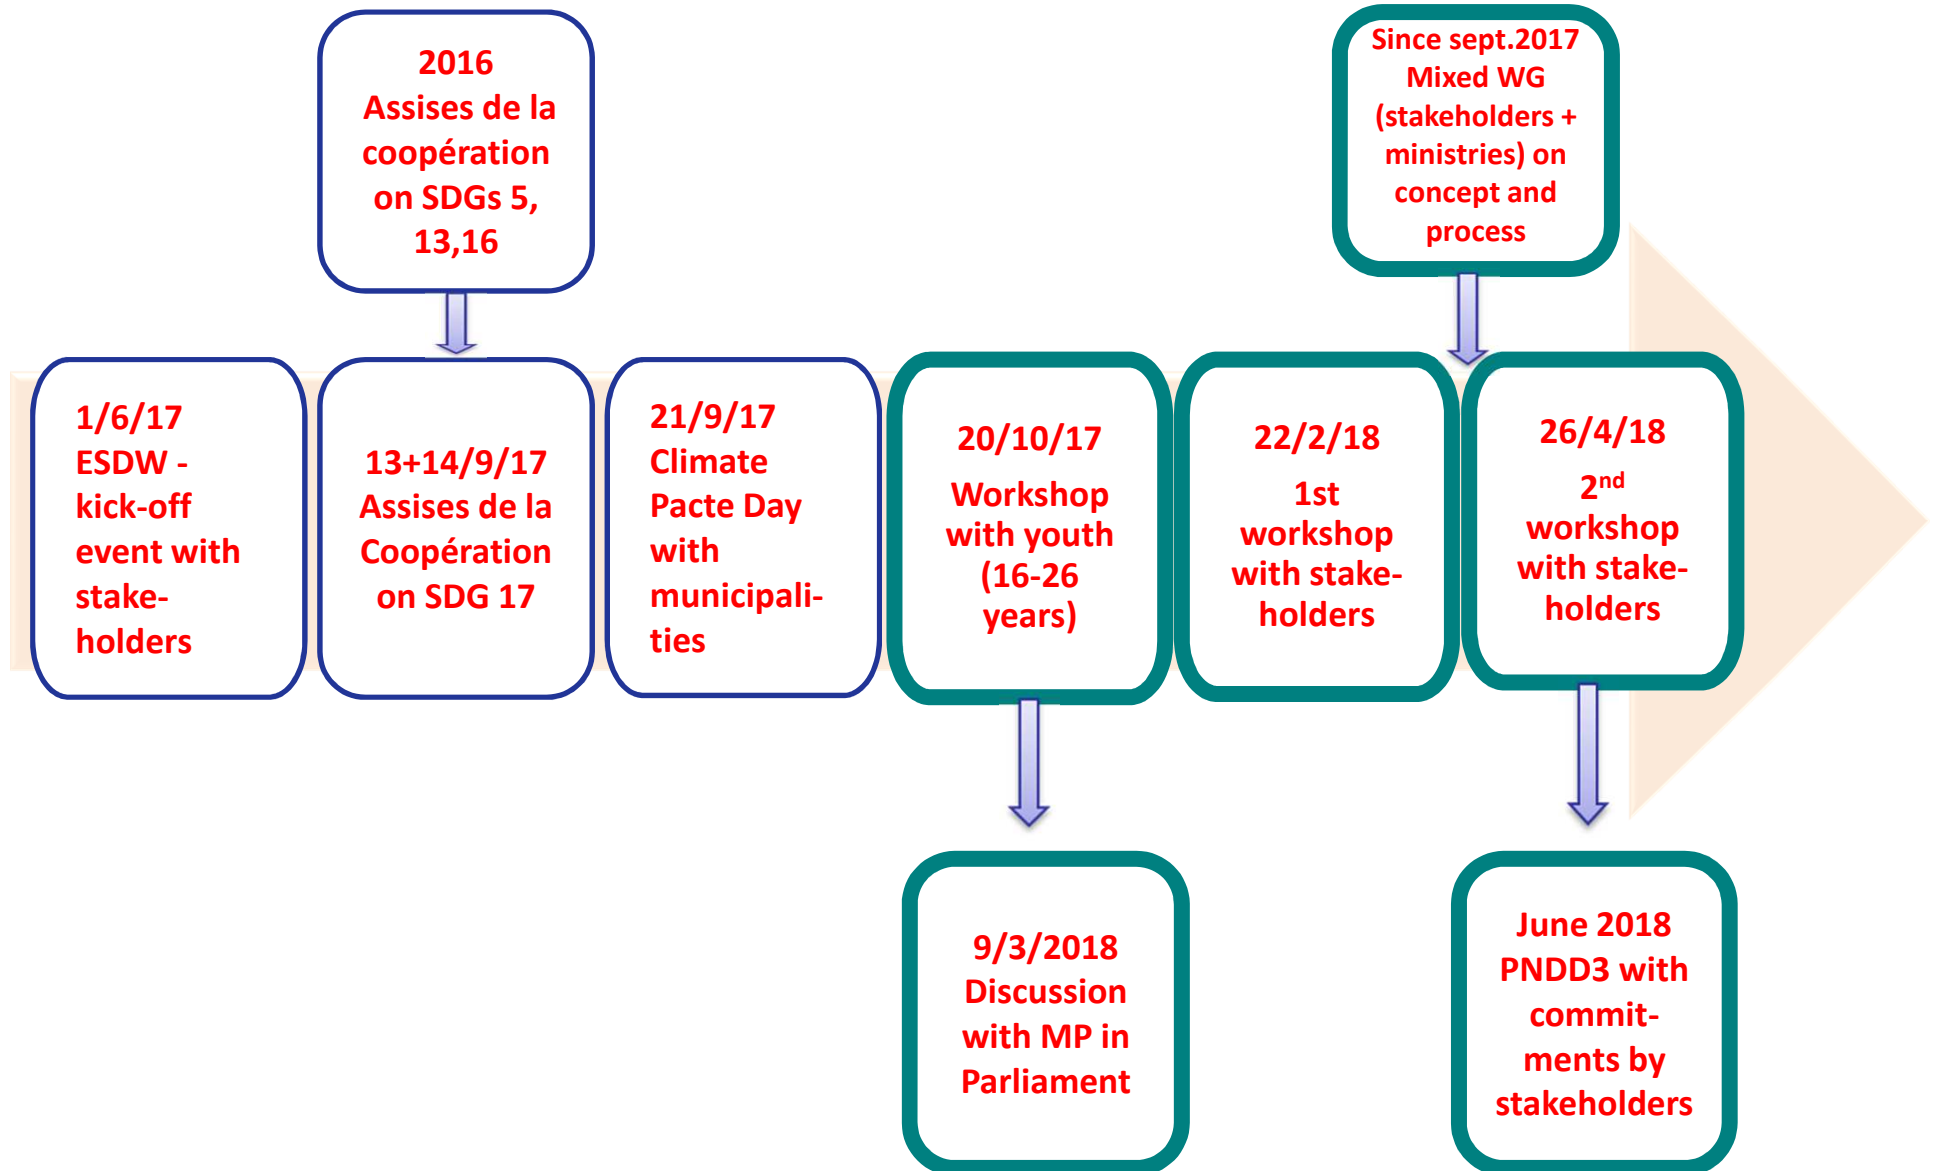 2016
Assises de la
coopération
on SDGs 5,
13,16
Since sept.2017
Mixed WG
(stakeholders +
ministries) on
concept and
process
1/6/17
ESDW -
kick-off
event with
stake-
holders
13+14/9/17
Assises de la
Coopération
on SDG 17
21/9/17
Climate
Pacte Day
with
municipali-
ties
20/10/17
Workshop
with youth
(16-26
years)
22/2/18
1st
workshop
with stake-
holders
26/4/18
2nd
workshop
with stake-
holders
9/3/2018
Discussion
with MP in
Parliament
June 2018
PNDD3 with
commit-
ments by
stakeholders